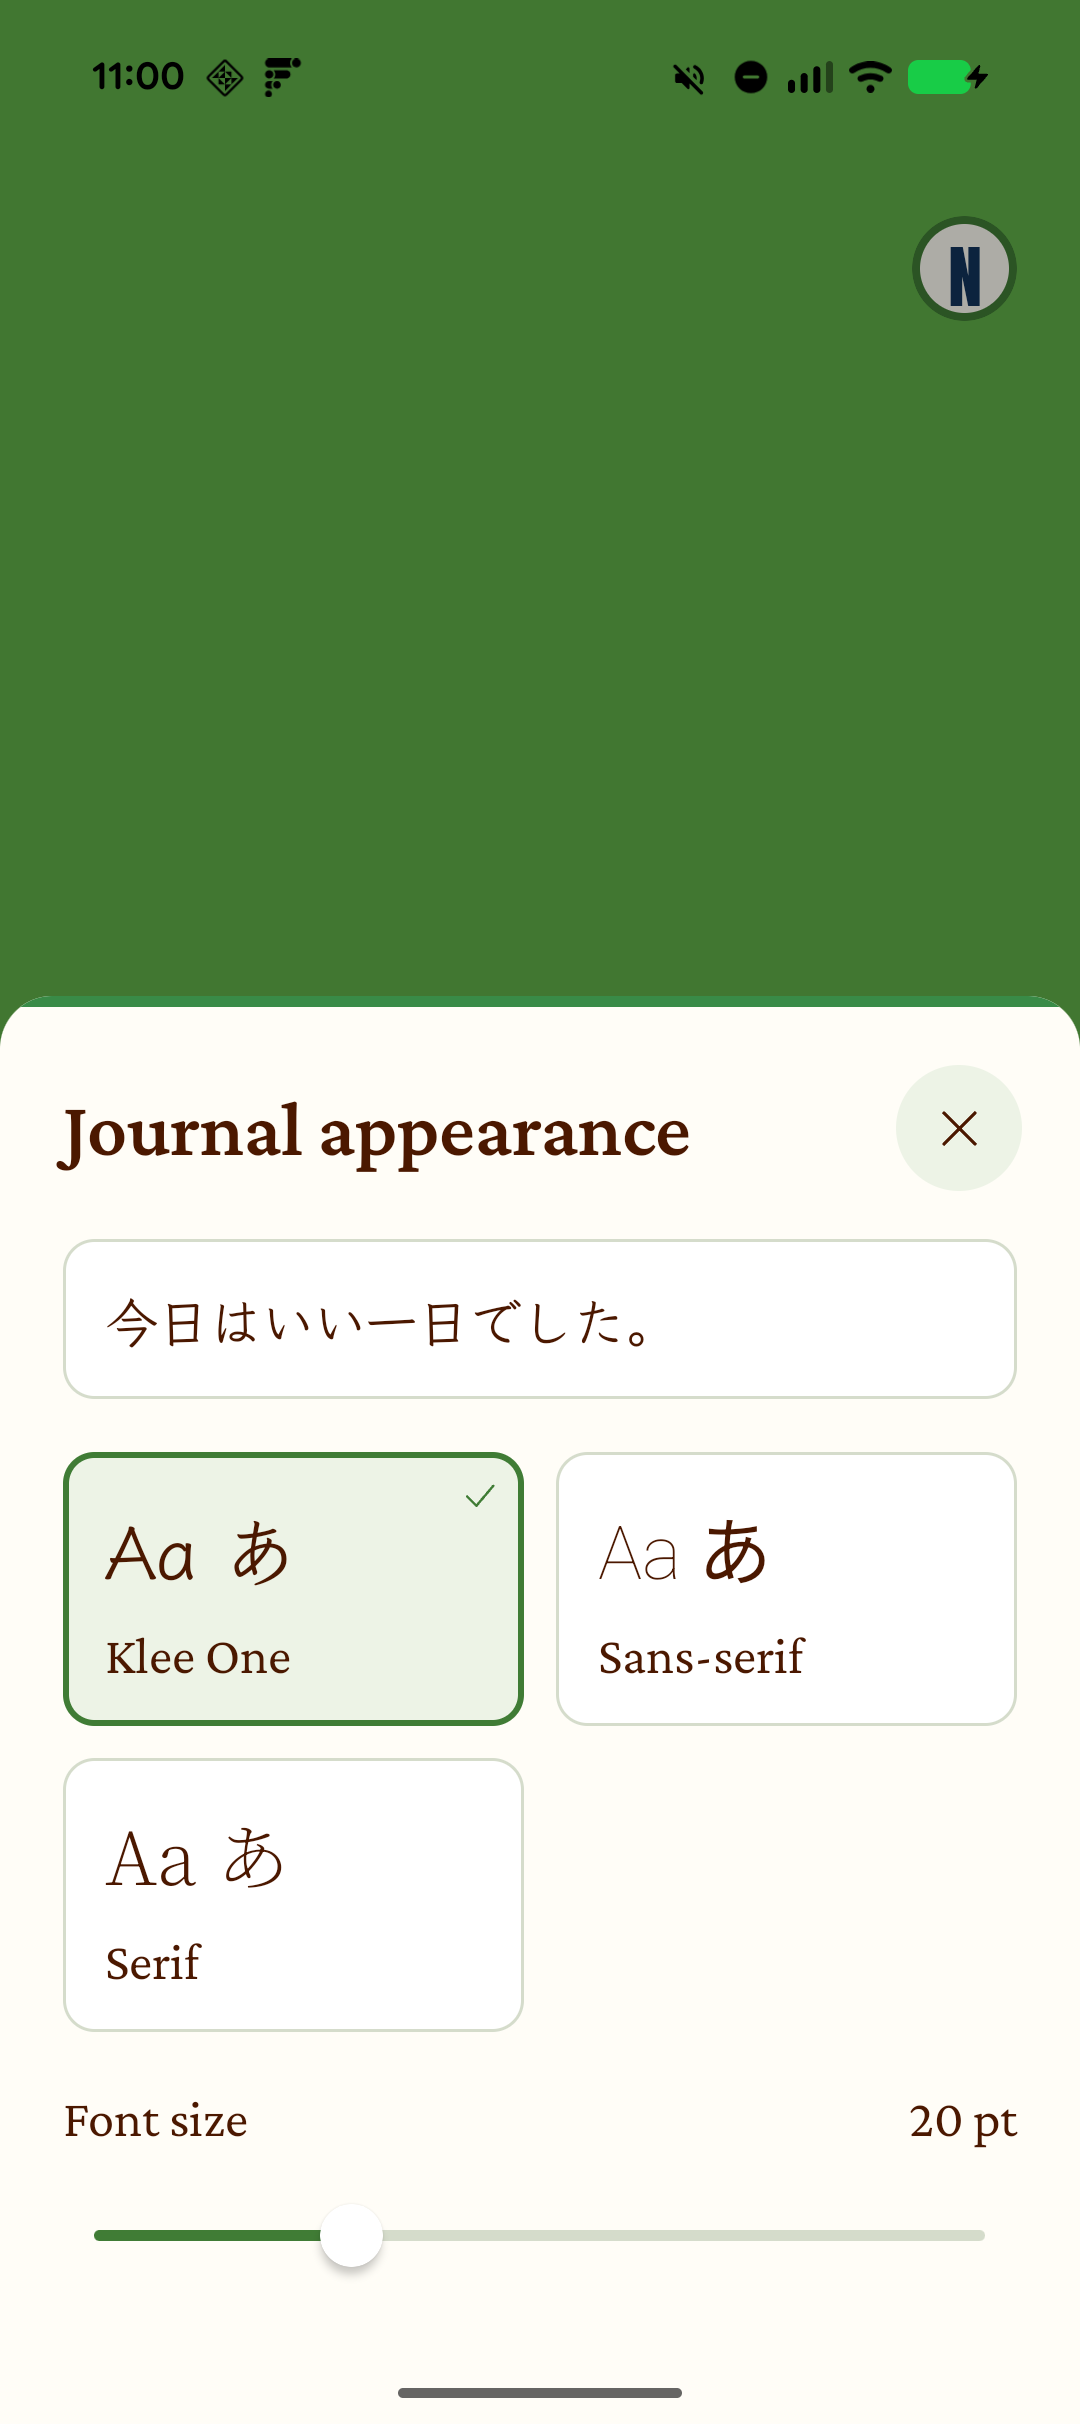 11:00
N
Journal appearance
今日はいい一日でした。
Aa あ
Klee One
Aa あ
Sans-serif
Aa あ
Serif
Font size 20 pt